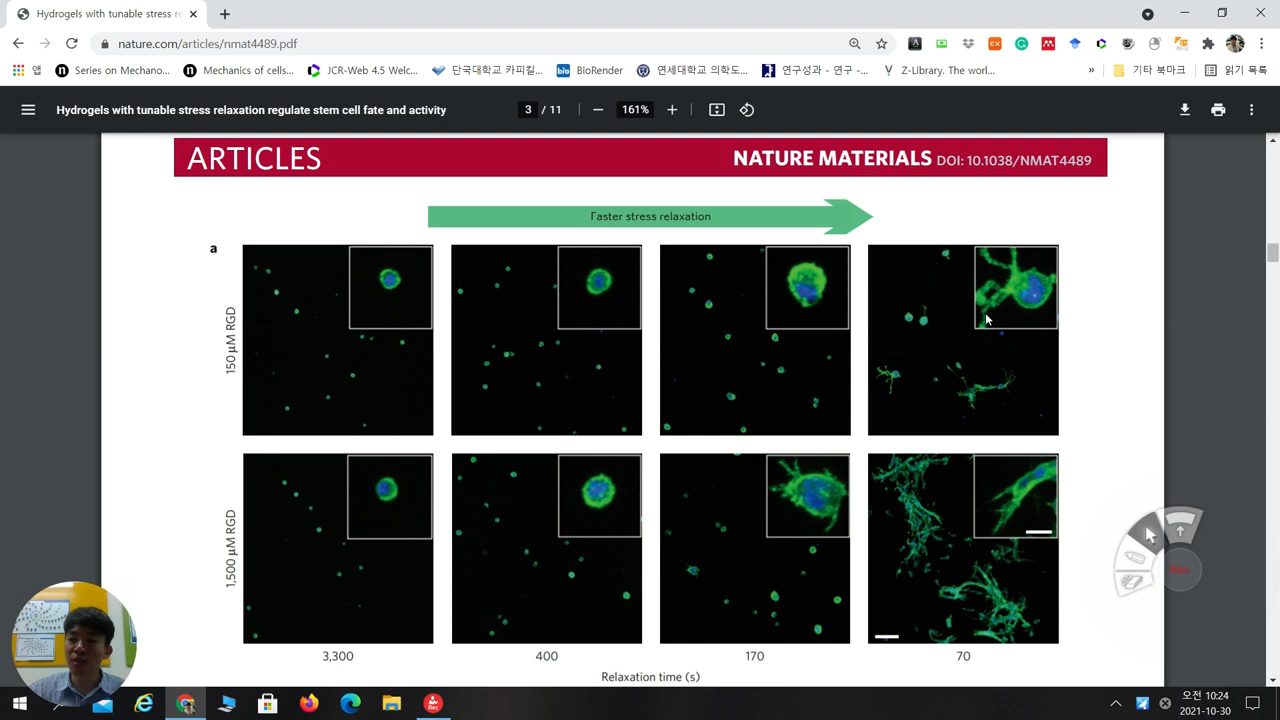 Hydrogels with tunable stress re
nature.com/articles/nmat4489.pdf
앱
Series on Mechano...
Mechanics of cells...
JCR-Web 4.5 Welc...
단국대학교 카피킬...
bio
BioRender
연세대학교 의학도...
연구성과 - 연구 -...
Z-Library. The worl...
»
기타 북마크
읽기 목록
Hydrogels with tunable stress relaxation regulate stem cell fate and activity
3 / 11
161%
ARTICLES
NATURE MATERIALS DOI: 10.1038/NMAT4489
Faster stress relaxation
a
150 μM RGD
1,500 μM RGD
3,300
400
170
70
Relaxation time (s)
Rec
Rec
오전 10:24
2021-10-30